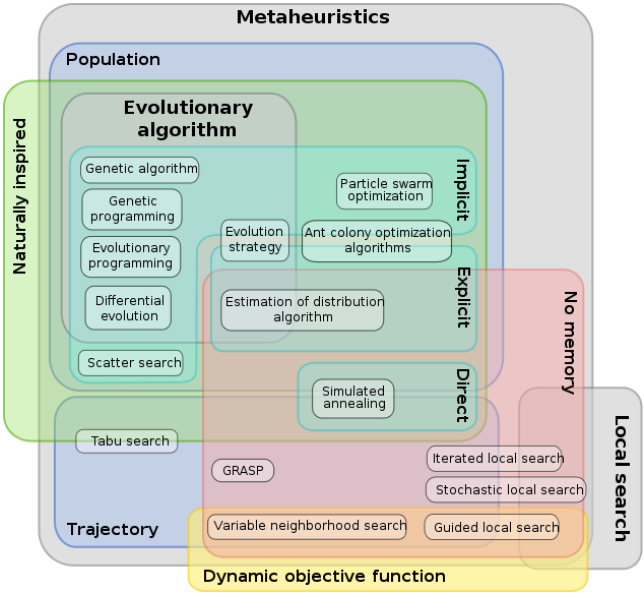 Metaheuristics
Population
Naturally inspired
Evolutionary
algorithm
Genetic algorithm
Genetic
programming
Evolutionary
programming
Differential
evolution
Scatter search
Evolution
strategy
Particle swarm
optimization
Ant colony optimization
algorithms
Implicit
Estimation of distribution
algorithm
Explicit
No memory
Simulated
annealing
Direct
Local search
Tabu search
GRASP
Iterated local search
Stochastic local search
Trajectory
Variable neighborhood search
Guided local search
Dynamic objective function